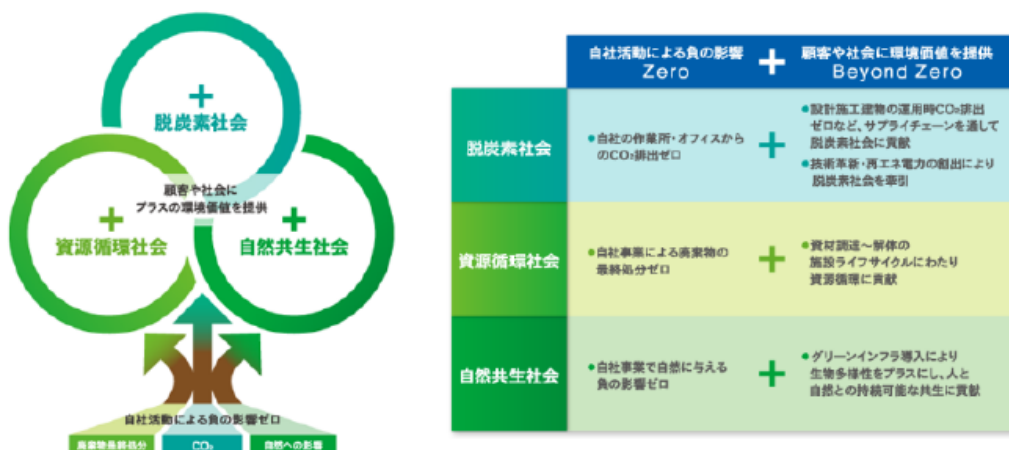 +
脱炭素社会
顧客や社会に
プラスの環境価値を提供
+
資源循環社会
+
自然共生社会
自社活動による負の影響ゼロ
廃棄物最終処分
CO₂
自然への影響
自社活動による負の影響
Zero
+
顧客や社会に環境価値を提供
Beyond Zero
脱炭素社会
●自社の作業所・オフィスから
のCO₂排出ゼロ
+
●設計施工建物の運用時CO₂排出
ゼロなど、サプライチェーンを通して
脱炭素社会に貢献
●技術革新・再エネ電力の創出により
脱炭素社会を牽引
資源循環社会
●自社事業による廃棄物の
最終処分ゼロ
+
●資材調達～解体の
施設ライフサイクルにわたり
資源循環に貢献
自然共生社会
●自社事業で自然に与える
負の影響ゼロ
+
●グリーンインフラ導入により
生物多様性をプラスにし、人と
自然との持続可能な共生に貢献